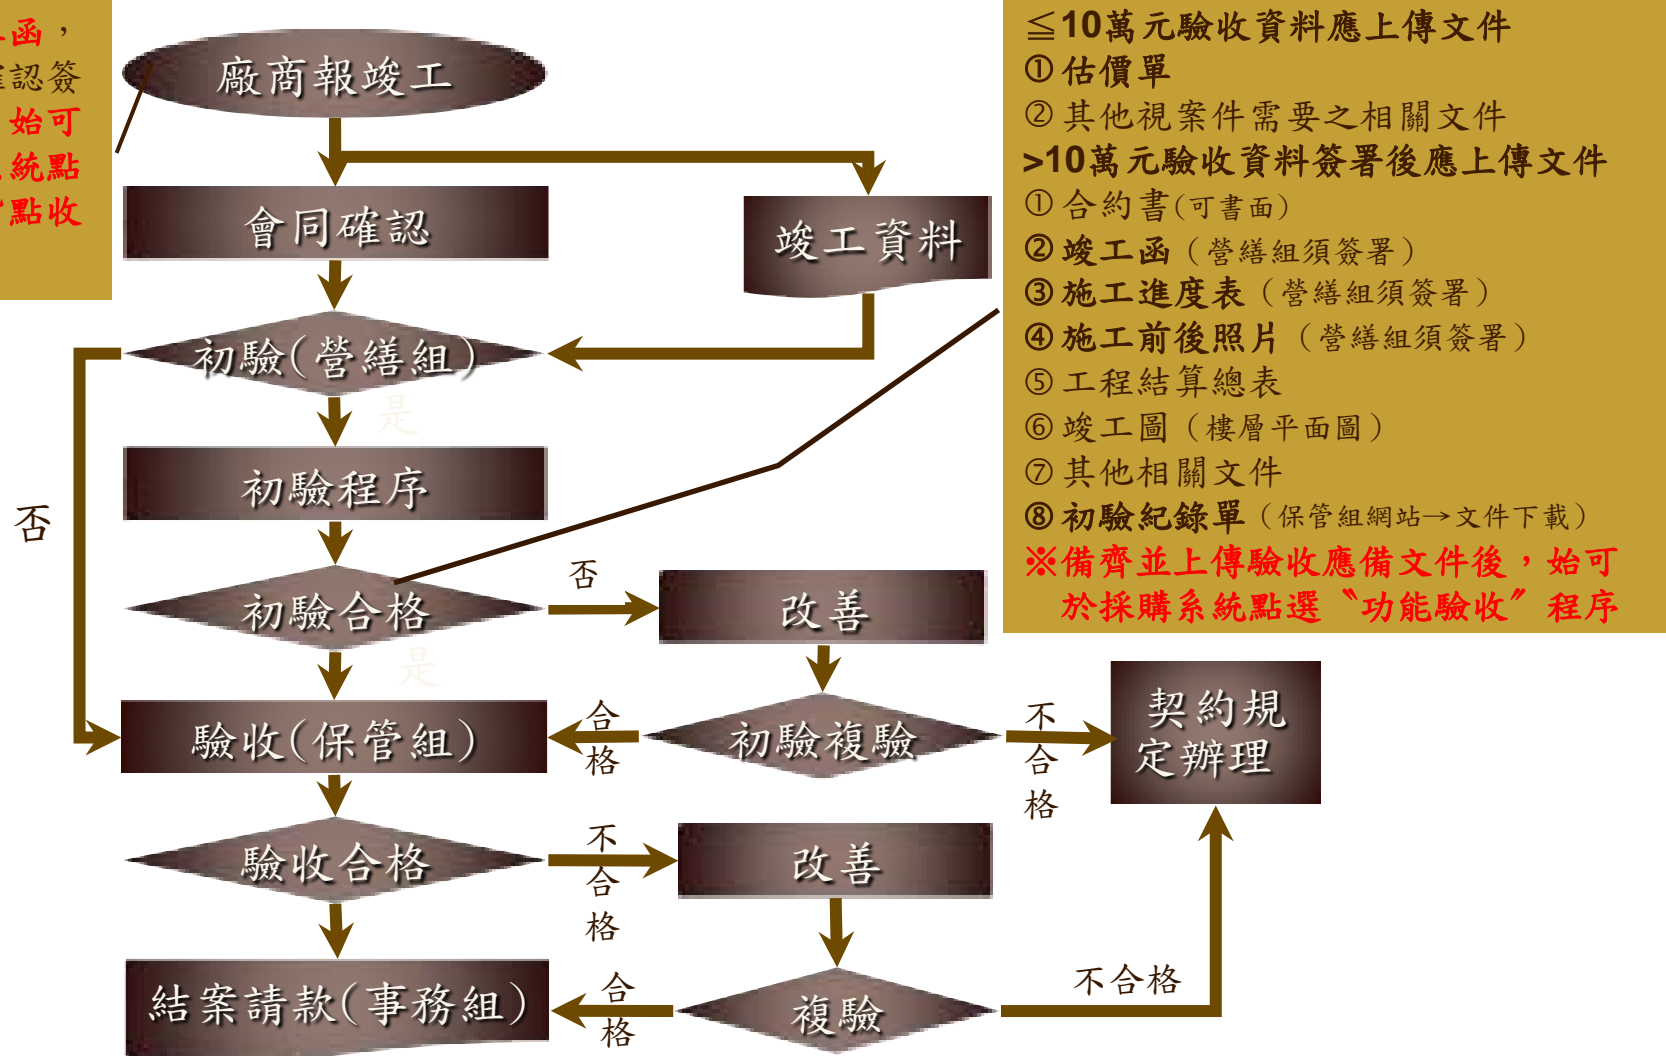 函，
認簽
始可
統點
點收
廠商報竣工
會同確認
竣工資料
初驗(營繕組)
是
初驗程序
否
初驗合格
否
改善
是
驗收(保管組)
合格
初驗複驗
不合格
契約規
定辦理
驗收合格
不合格
改善
結案請款(事務組)
合格
複驗
不合格
≦10萬元驗收資料應上傳文件
①估價單
②其他視案件需要之相關文件
>10萬元驗收資料簽署後應上傳文件
①合約書(可書面)
②竣工函（營繕組須簽署）
③施工進度表（營繕組須簽署）
④施工前後照片（營繕組須簽署）
⑤工程結算總表
⑥竣工圖（樓層平面圖）
⑦其他相關文件
⑧初驗紀錄單（保管組網站→文件下載）
※備齊並上傳驗收應備文件後，始可
於採購系統點選〝功能驗收〞程序